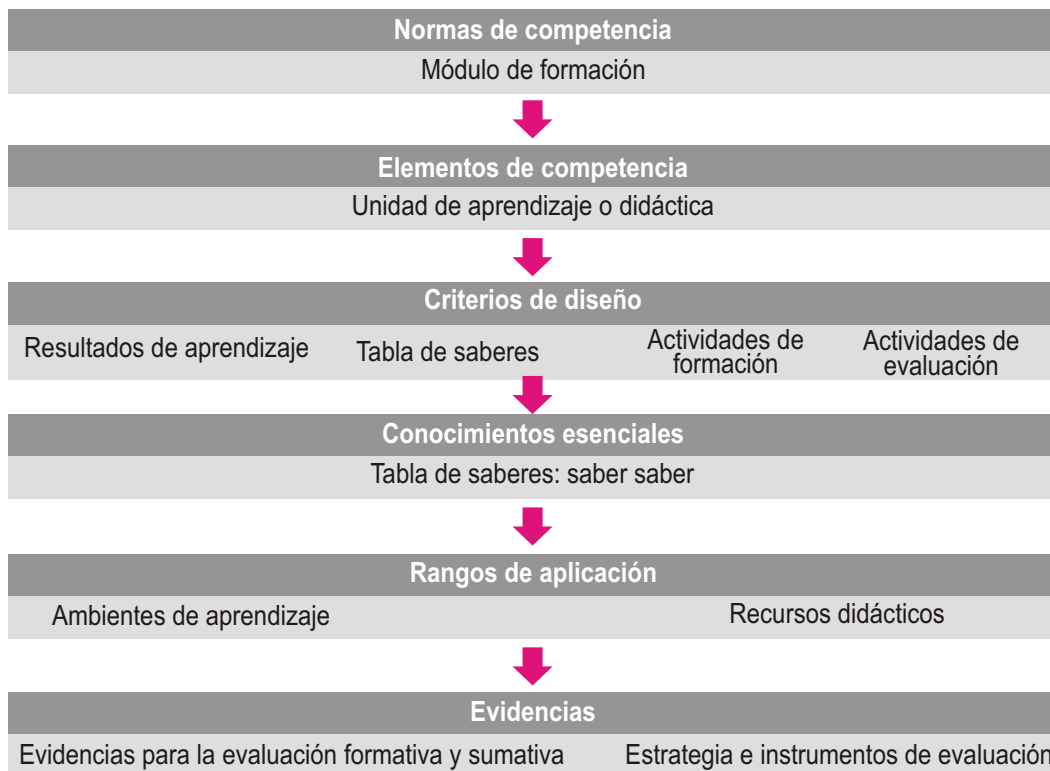 Normas de competencia
Módulo de formación
Elementos de competencia
Unidad de aprendizaje o didáctica
Criterios de diseño
Resultados de aprendizaje
Tabla de saberes
Actividades de
formación
Actividades de
evaluación
Conocimientos esenciales
Tabla de saberes: saber saber
Rangos de aplicación
Ambientes de aprendizaje
Recursos didácticos
Evidencias
Evidencias para la evaluación formativa y sumativa
Estrategia e instrumentos de evaluación